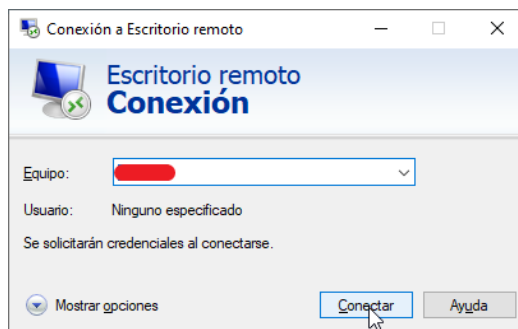 Conexión a Escritorio remoto
Escritorio remoto
Conexión
Equipo:
Usuario: Ninguno especificado
Se solicitarán credenciales al conectarse.
Mostrar opciones Conectar Ayuda